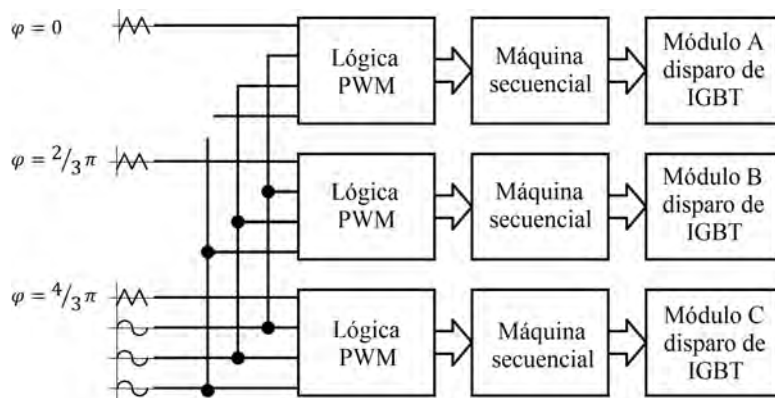 φ = 0
Lógica
PWM
Máquina
secuencial
Módulo A
disparo de
IGBT
φ = 2/3 π
Lógica
PWM
Máquina
secuencial
Módulo B
disparo de
IGBT
φ = 4/3 π
Lógica
PWM
Máquina
secuencial
Módulo C
disparo de
IGBT